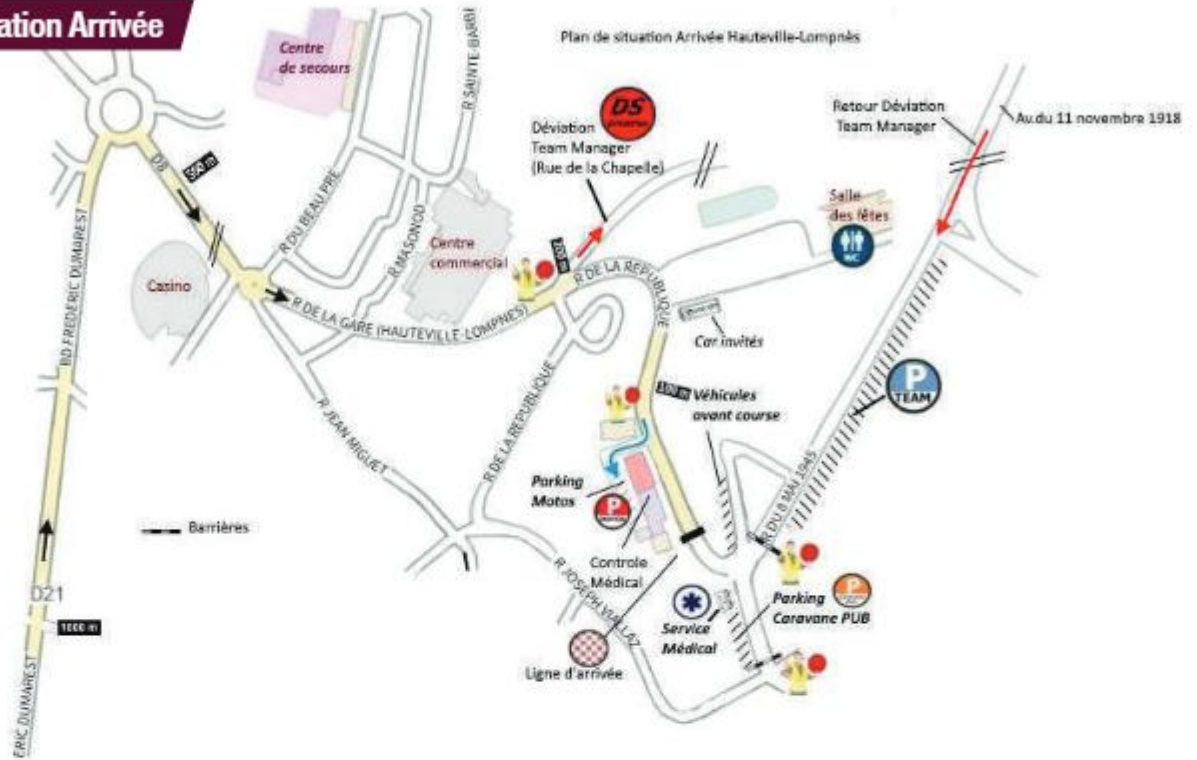 ation Arrivée
Plan de situation Arrivée Hauteville-Lompnès
Centre
de secours
R SAINTE-BARBE
DS
Déviation
Team Manager
(Rue de la Chapelle)
Retour Déviation
Team Manager
Av.du 11 novembre 1918
D8
500 m
R DU BEAU PRE
R MASONOD
Centre
commercial
200 m
Salle
des fêtes
WC
Casino
R DE LA GARE (HAUTEVILLE-LOMPNES)
R DE LA REPUBLIQUE
Car invités
BD FREDERIC DUMAREST
100 m
Véhicules
avant course
P
TEAM
R JEAN MIGUET
R DE LA REPUBLIQUE
Parking
Motos
P
R DU 8 MAI 1945
Barrières
Controle
Médical
R JOSEPH VIALLAZ
Service
Médical
Parking
Caravane PUB
P
D21
1000 m
Ligne d'arrivée
ERIC DUMAREST